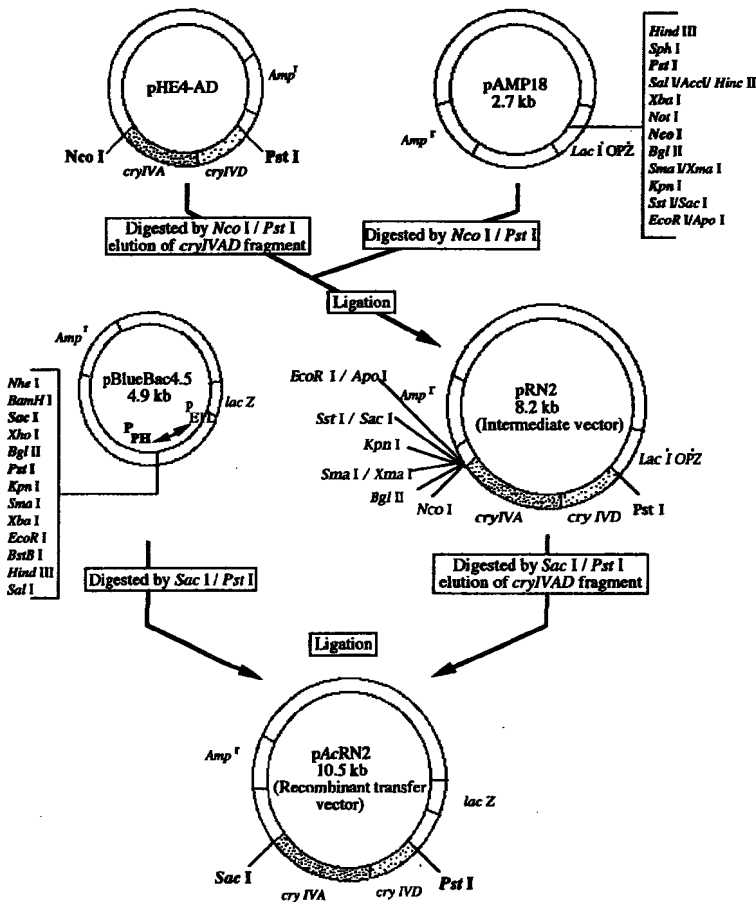 pHE4-AD
Amp r
Nco I
Pst I
cryIVA cryIVD
pAMP18
2.7 kb
Amp r
Lac I OPZ
Hind III
Sph I
Pst I
Sal I/AccI/ Hinc II
Xba I
Not I
Nco I
Bgl II
Sma I/Xma I
Kpn I
Sst I/Sac I
EcoR I/Apo I
Digested by Nco I / Pst I
elution of cryIVAD fragment
Digested by Nco I / Pst I
Ligation
Amp r
pBlueBac4.5
4.9 kb
lac Z
P PH
P
Nhe I
BamH I
Sac I
Xho I
Bgl II
Pst I
Kpn I
Sma I
Xba I
EcoR I
BstB I
Hind III
Sal I
pRN2
8.2 kb
(Intermediate vector)
EcoR I / Apo I
Amp r
Sst I / Sac I
Kpn I
Sma I / Xma I
Bgl II
Nco I
cryIVA cry IVD
Lac I OPZ
Pst I
Digested by Sac I / Pst I
Digested by Sac I / Pst I
elution of cryIVAD fragment
Ligation
Amp r
pAcRN2
10.5 kb
(Recombinant transfer
vector)
lac Z
Sac I
Pst I
cry IVA cry IVD